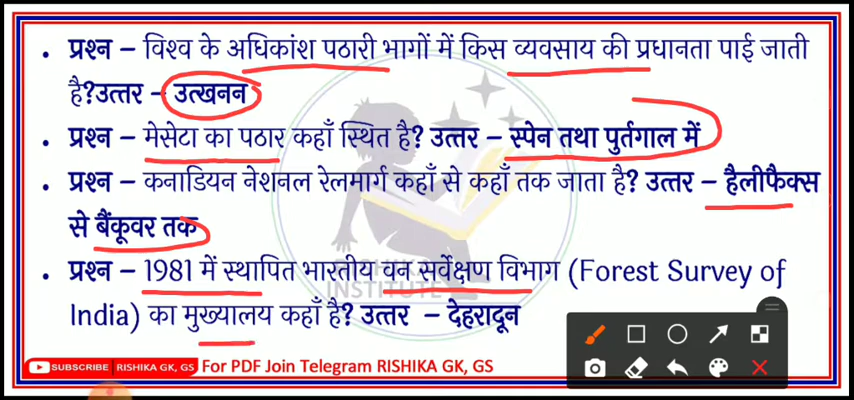 • प्रश्न – विश्व के अधिकांश पठारी भागों में किस व्यवसाय की प्रधानता पाई जाती
है?उत्तर – उत्खनन
• प्रश्न – मेसेटा का पठार कहाँ स्थित है? उत्तर – स्पेन तथा पुर्तगाल में
• प्रश्न – कनाडियन नेशनल रेलमार्ग कहाँ से कहाँ तक जाता है? उत्तर – हैलीफैक्स
से बैंकूवर तक
• प्रश्न – 1981 में स्थापित भारतीय वन सर्वेक्षण विभाग (Forest Survey of
India) का मुख्यालय कहाँ है? उत्तर – देहरादून
RISHIKA
INSTITUTE
SUBSCRIBE RISHIKA GK, GS For PDF Join Telegram RISHIKA GK, GS